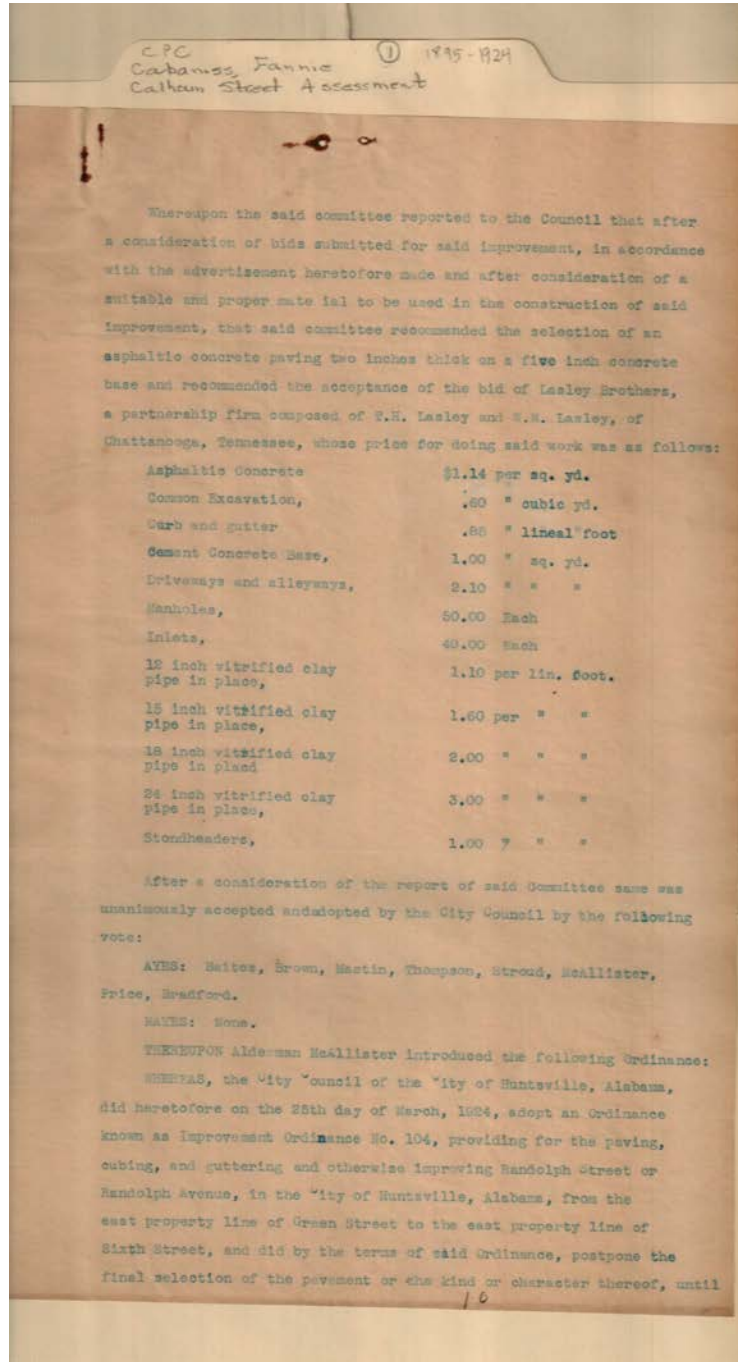 CPC ① 1895-1924
Cabaniss, Fannie
Calham Street Assessment
Whereupon the said committee reported to the Council that after
a consideration of bids submitted for said improvement, in accordance
with the advertisement heretofore made and after consideration of a
suitable and proper mate ial to be used in the construction of said
improvement, that said committee recommended the selection of an
asphaltic concrete paving two inches thick on a five inch concrete
base and recommended the acceptance of the bid of Lasley Brothers,
a partnership firm composed of T.H. Lasley and Lasley, of
Chattanooga, Tennessee, whose price for doing said work was as follows:
Asphaltic Concrete $1.14 per sq. yd.
Common Excavation, .60 " cubic yd.
Curb and gutter " lineal"foot
Cement Concrete Base, 1.00 " sq. yd.
Driveways and alleyways, 2.10 " " "
Manholes, 50.00 Each
Inlets, 40.00 Each
12 inch vitrified clay 1.10 per lin. foot.
pipe in place,
15 inch vitrified clay 1.60 per " "
pipe in place,
18 inch vitrified clay 2.00 " " "
pipe in placd
24 inch vitrified clay 3.00 " " "
pipe in place,
Stondheaders, 1.00 7 " "
After a consideration of the report of said Committee same was
unanimously accepted andadopted by the City Council by the following
vote:
AYES: Baites, Brown, Mastin, Thompson, Stroud, McAllister,
Price, Bradford.
NAYES: None.
THEREUPON Alderman McAllister introduced the following Ordinance:
WHEREAS, the City Council of the City of Huntsville, Alabama,
did heretofore on the 28th day of March, 1924, adopt an Ordinance
known as Improvement Ordinance No. 104, providing for the paving,
cubing, and guttering and otherwise improving Randolph Street or
Randolph Avenue, in the City of Huntsville, Alabama, from the
east property line of Green Street to the east property line of
Sixth Street, and did by the terms of said Ordinance, postpone the
final selection of the pavement or the kind or character thereof, until
10